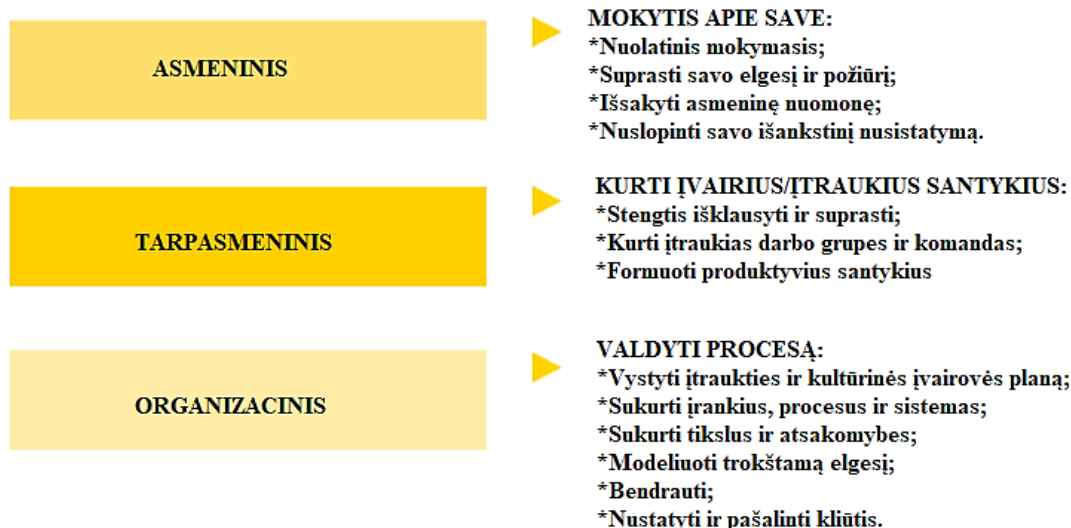 ASMENINIS
MOKYTIS APIE SAVE:
*Nuolatinis mokymasis;
*Suprasti savo elgesį ir požiūrį;
*Išsakyti asmeninę nuomonę;
*Nuslopinti savo išankstinį nusistatymą.
TARPASMENINIS
KURTI ĮVAIRIUS/ĮTRAUKIUS SANTYKIUS:
*Stengtis išklausyti ir suprasti;
*Kurti įtraukias darbo grupes ir komandas;
*Formuoti produktyvius santykius
ORGANIZACINIS
VALDYTI PROCESĄ:
*Vystyti įtraukties ir kultūrinės įvairovės planą;
*Sukurti įrankius, procesus ir sistemas;
*Sukurti tikslus ir atsakomybes;
*Modeliuoti trokštamą elgesį;
*Bendrauti;
*Nustatyti ir pašalinti kliūtis.